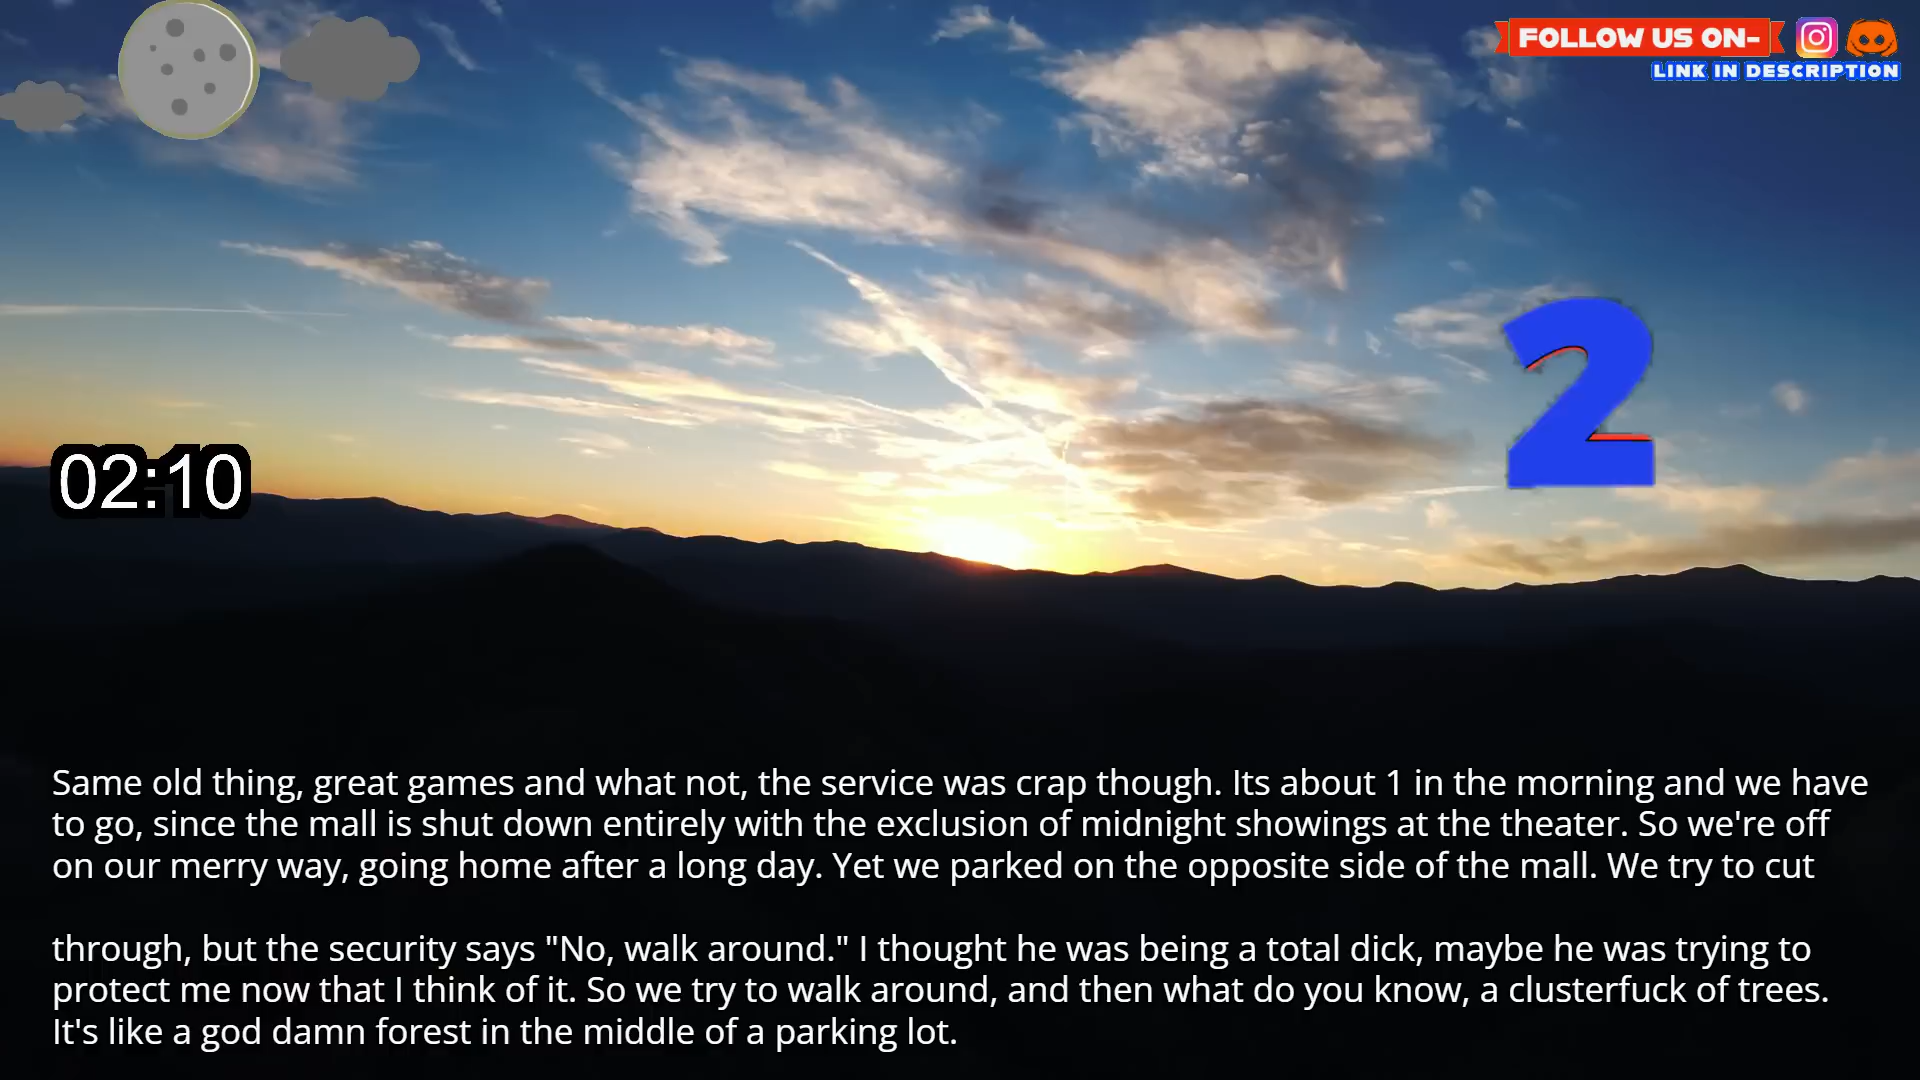 FOLLOW US ON-
LINK IN DESCRIPTION
2
02:10
Same old thing, great games and what not, the service was crap though. Its about 1 in the morning and we have
to go, since the mall is shut down entirely with the exclusion of midnight showings at the theater. So we're off
on our merry way, going home after a long day. Yet we parked on the opposite side of the mall. We try to cut
through, but the security says "No, walk around." I thought he was being a total dick, maybe he was trying to
protect me now that I think of it. So we try to walk around, and then what do you know, a clusterfuck of trees.
It's like a god damn forest in the middle of a parking lot.